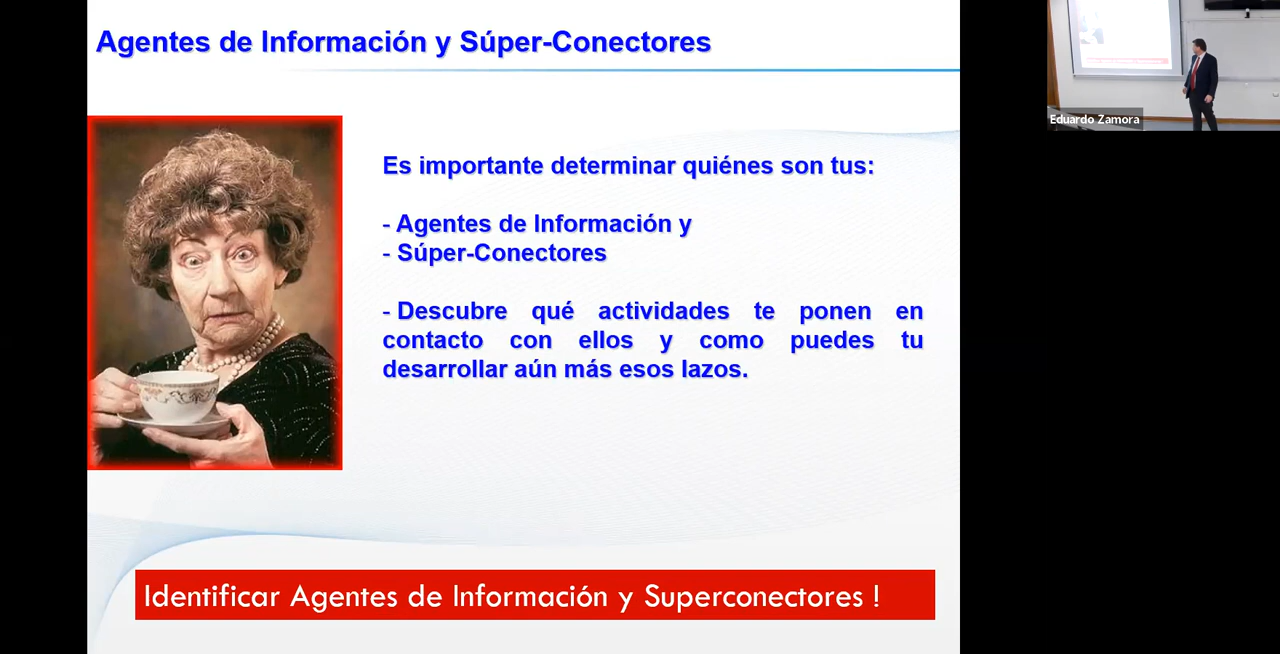 Agentes de Información y Súper-Conectores
Es importante determinar quiénes son tus:
- Agentes de Información y
- Súper-Conectores
- Descubre qué actividades te ponen en
contacto con ellos y como puedes tu
desarrollar aún más esos lazos.
Identificar Agentes de Información y Superconectores !
Eduardo Zamora